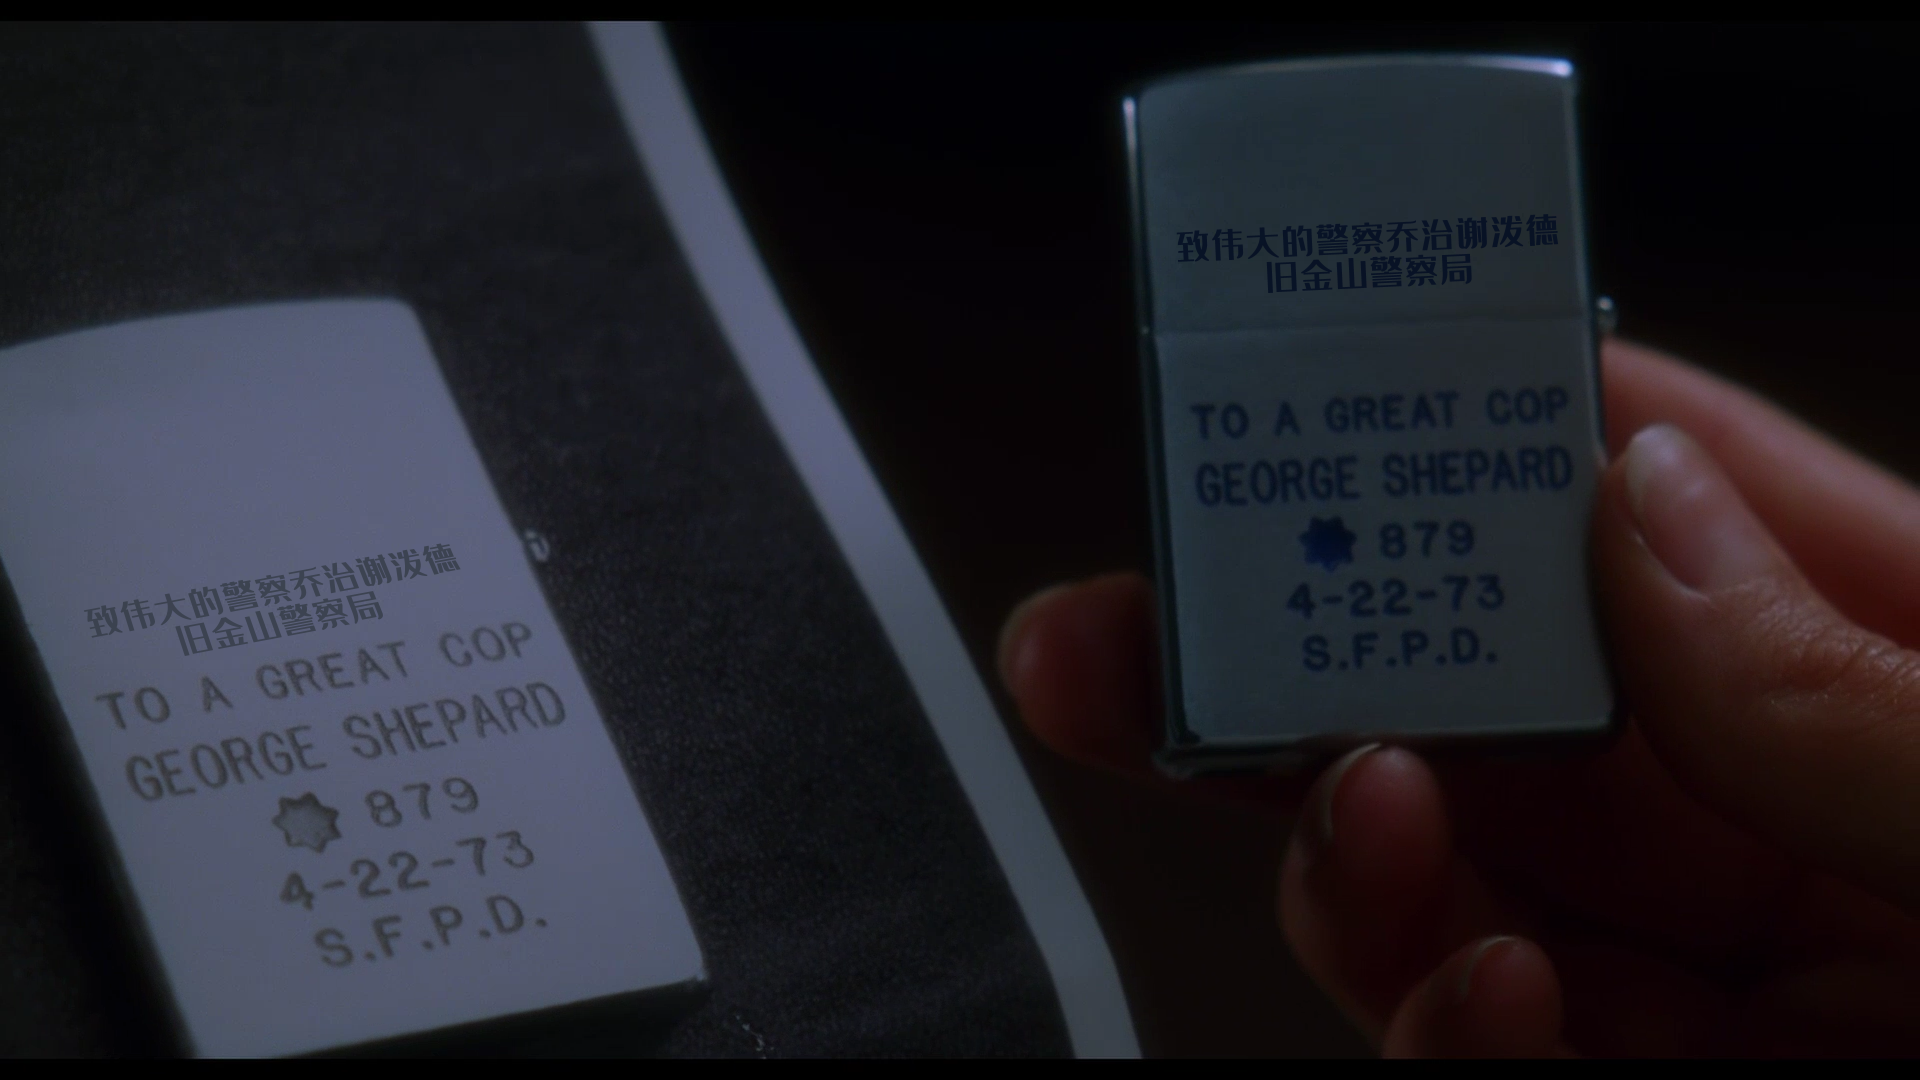 致伟大的警察乔治谢泼德
旧金山警察局
TO A GREAT COP
GEORGE SHEPARD
879
4-22-73
S.F.P.D.
致伟大的警察乔治谢泼德
旧金山警察局
TO A GREAT COP
GEORGE SHEPARD
879
4-22-73
S.F.P.D.